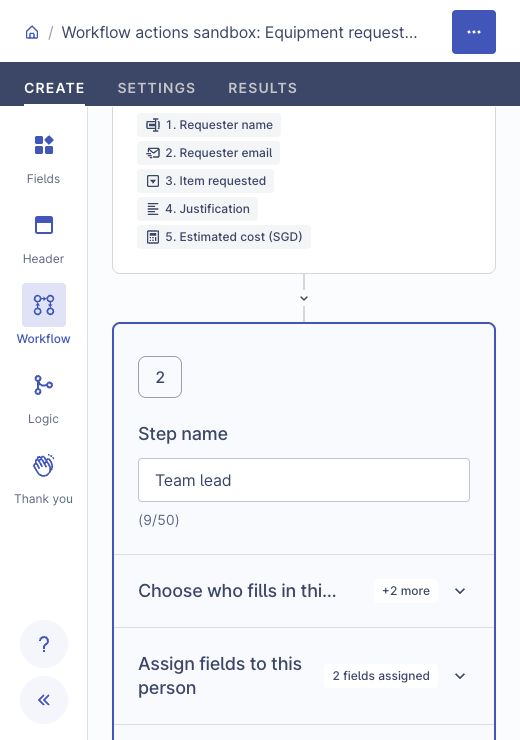 / Workflow actions sandbox: Equipment request...
CREATE SETTINGS RESULTS
1. Requester name
2. Requester email
3. Item requested
4. Justification
5. Estimated cost (SGD)
Fields
Header
Workflow
Logic
Thank you
2
Step name
Team lead
(9/50)
Choose who fills in thi... +2 more
Assign fields to this
person
2 fields assigned
?